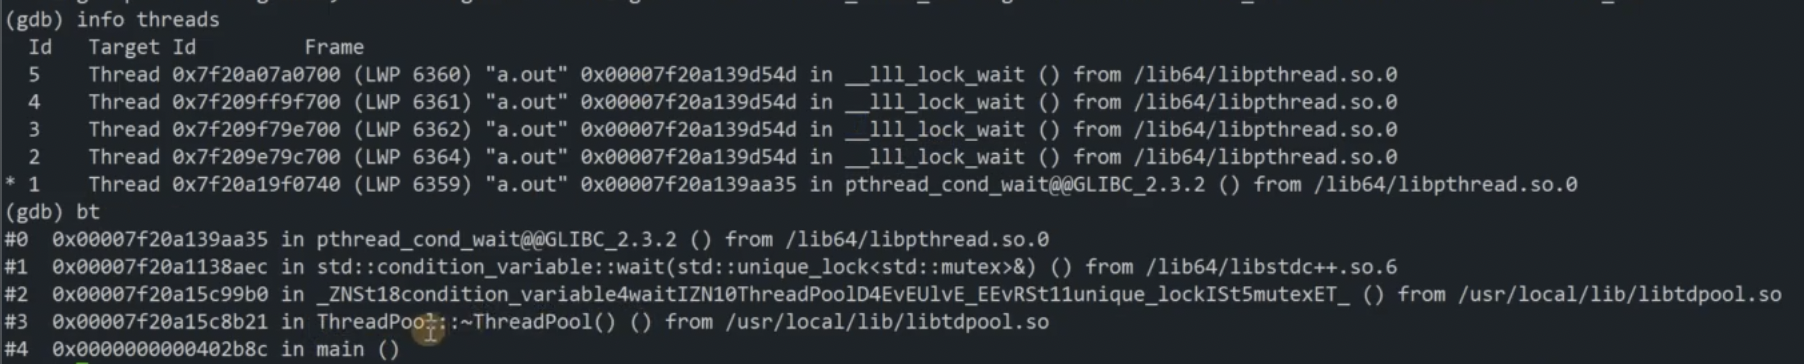 (gdb) info threads
Id Target Id Frame
5 Thread 0x7f20a07a0700 (LWP 6360) "a.out" 0x00007f20a139d54d in __lll_lock_wait () from /lib64/libpthread.so.0
4 Thread 0x7f209ff9f700 (LWP 6361) "a.out" 0x00007f20a139d54d in __lll_lock_wait () from /lib64/libpthread.so.0
3 Thread 0x7f209f79e700 (LWP 6362) "a.out" 0x00007f20a139d54d in __lll_lock_wait () from /lib64/libpthread.so.0
2 Thread 0x7f209e79c700 (LWP 6364) "a.out" 0x00007f20a139d54d in __lll_lock_wait () from /lib64/libpthread.so.0
* 1 Thread 0x7f20a19f0740 (LWP 6359) "a.out" 0x00007f20a139aa35 in pthread_cond_wait@@GLIBC_2.3.2 () from /lib64/libpthread.so.0
(gdb) bt
#0 0x00007f20a139aa35 in pthread_cond_wait@@GLIBC_2.3.2 () from /lib64/libpthread.so.0
#1 0x00007f20a1138aec in std::condition_variable::wait(std::unique_lock<std::mutex>&) () from /lib64/libstdc++.so.6
#2 0x00007f20a15c99b0 in _ZNSt18condition_variable4waitIZN10ThreadPoolD4EvEUlvE_EEvRSt11unique_lockISt5mutexET_ () from /usr/local/lib/libtdpool.so
#3 0x00007f20a15c8b21 in ThreadPool::~ThreadPool() () from /usr/local/lib/libtdpool.so
#4 0x0000000000402b8c in main ()